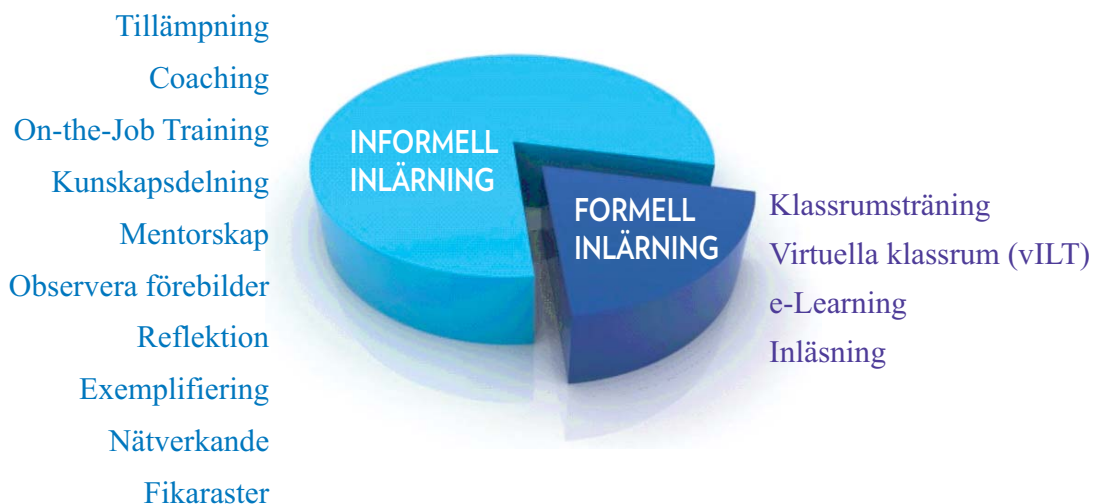 Tillämpning
Coaching
On-the-Job Training
Kunskapsdelning
Mentorskap
Observera förebilder
Reflektion
Exemplifiering
Nätverkande
Fikaraster
INFORMELL
INLÄRNING
FORMELL
INLÄRNING
Klassrumsträning
Virtuella klassrum (vILT)
e-Learning
Inläsning